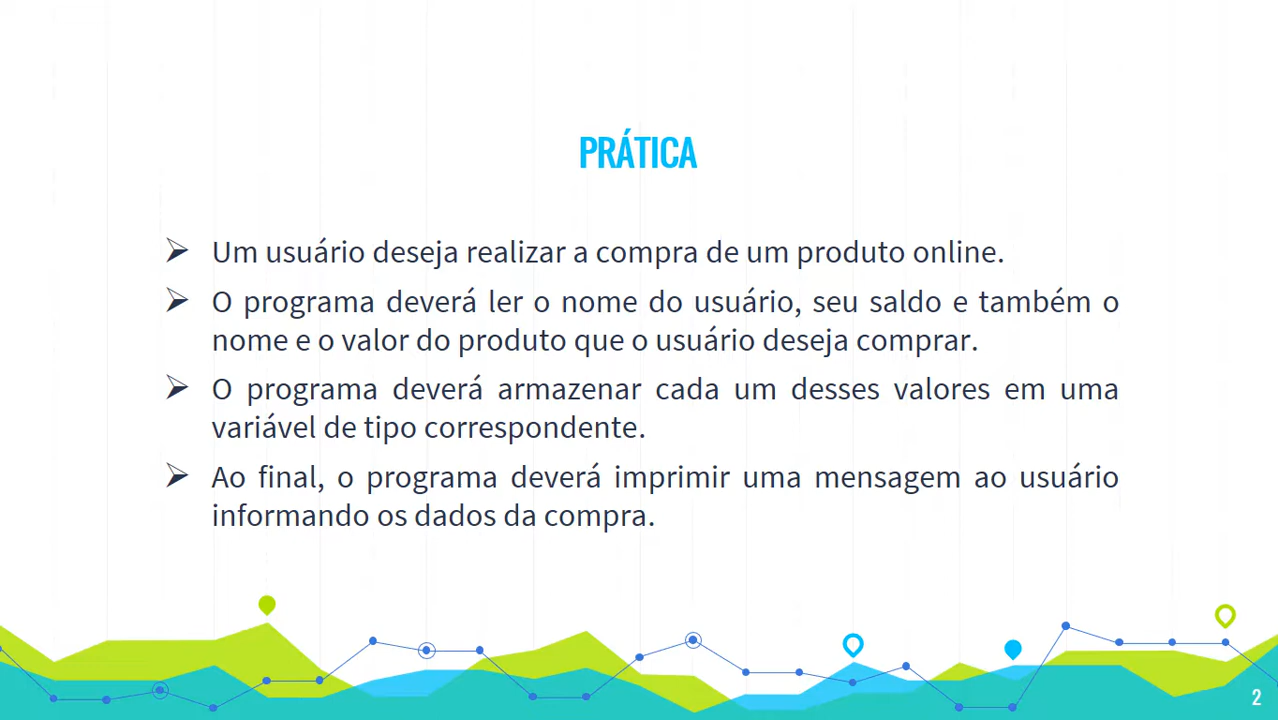 PRÁTICA
Um usuário deseja realizar a compra de um produto online.
O programa deverá ler o nome do usuário, seu saldo e também o
nome e o valor do produto que o usuário deseja comprar.
O programa deverá armazenar cada um desses valores em uma
variável de tipo correspondente.
Ao final, o programa deverá imprimir uma mensagem ao usuário
informando os dados da compra.
2